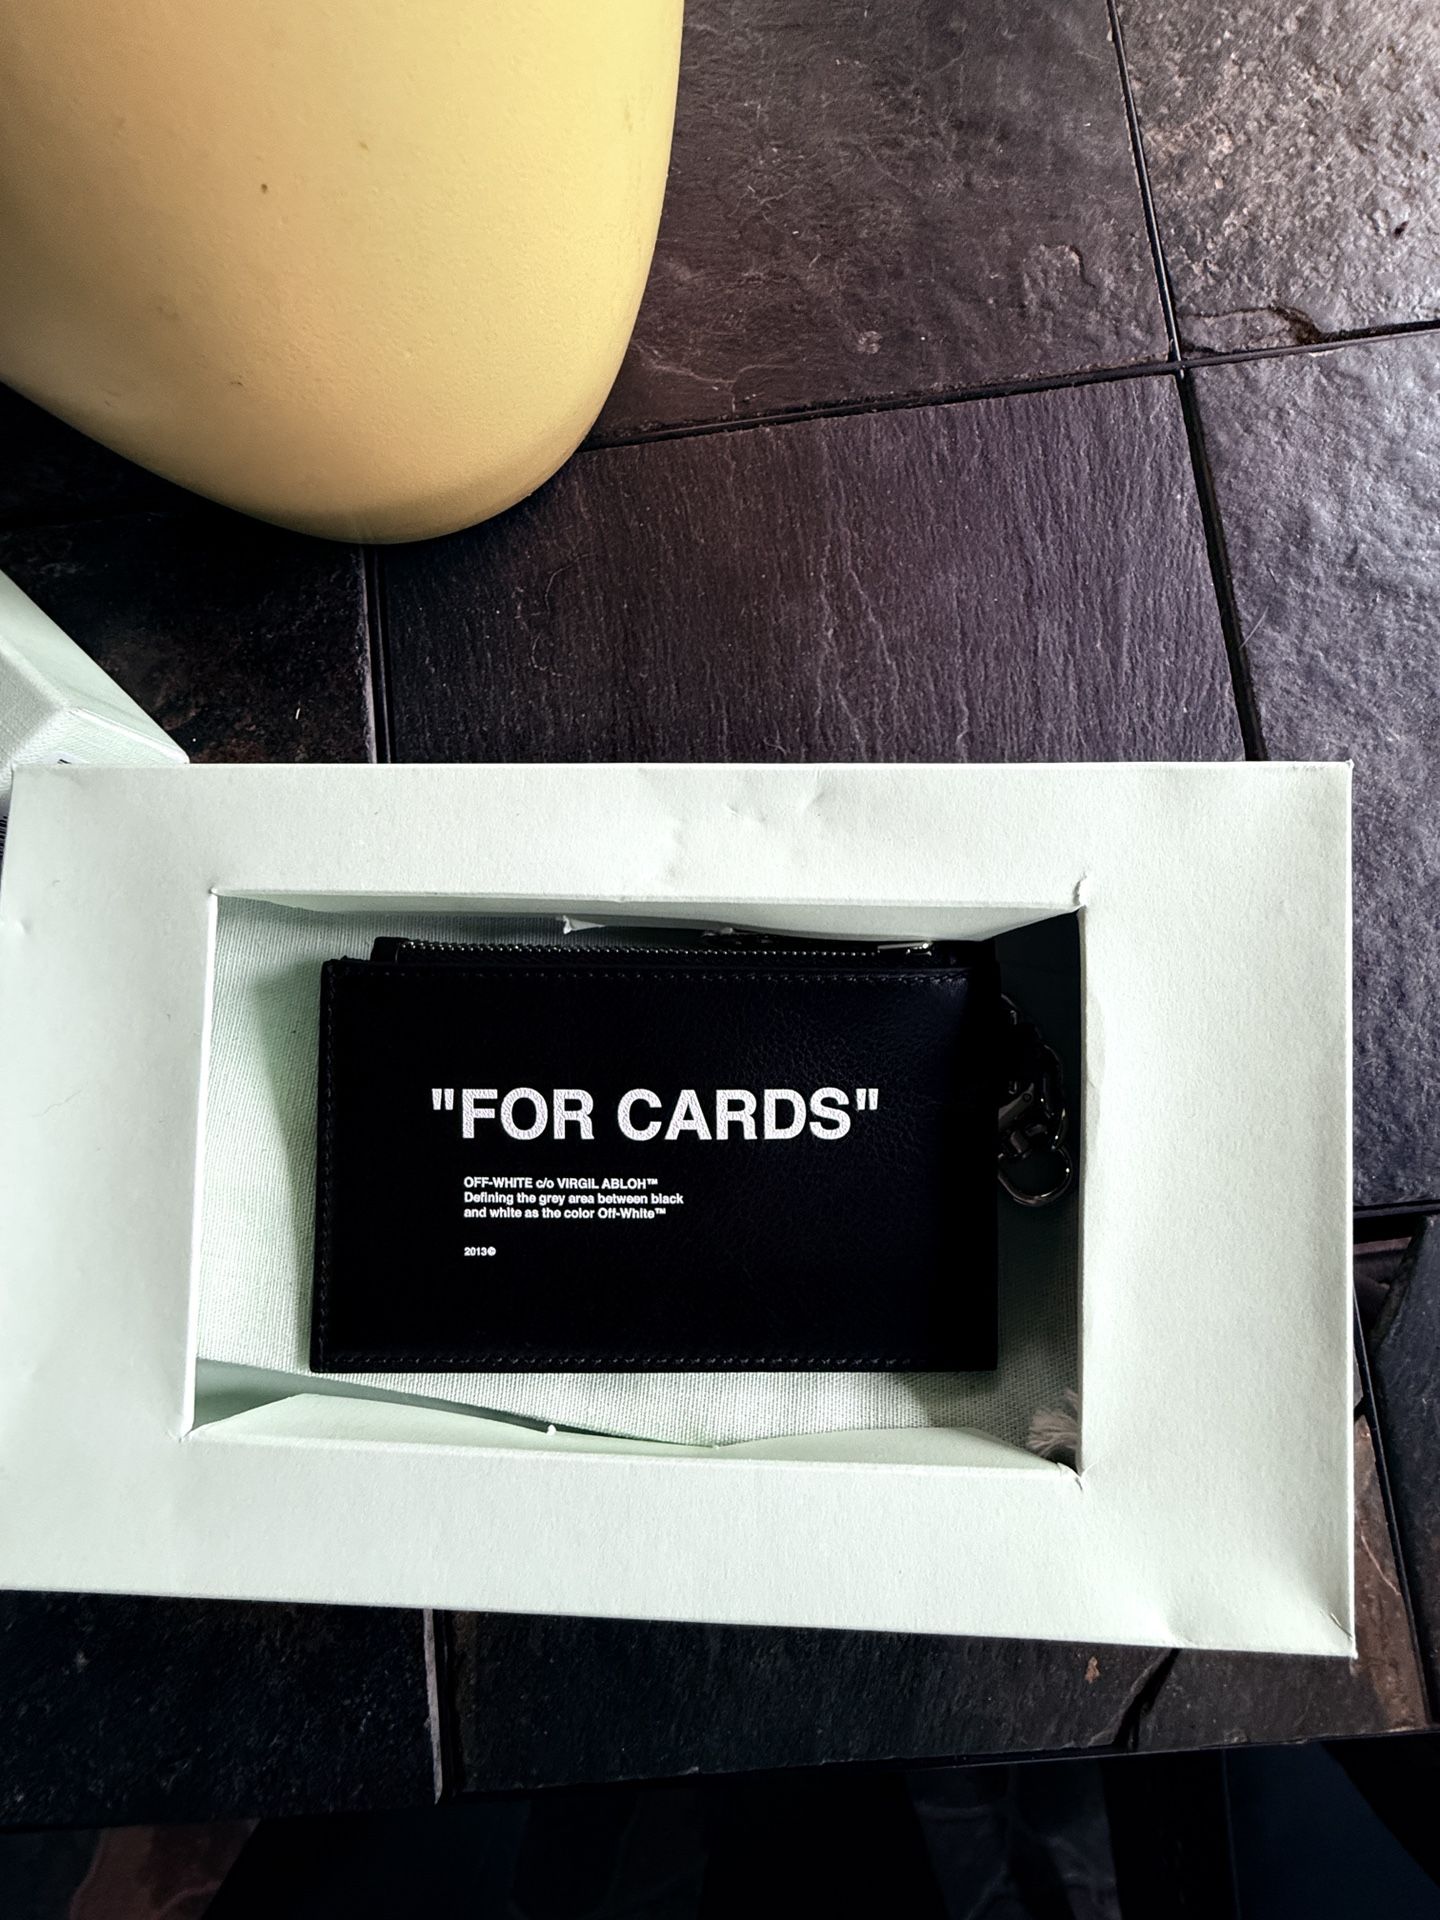 "FOR CARDS"
OFF-WHITE c/o VIRGIL ABLOH™
Defining the grey area between black
and white as the color Off-White™
2013©